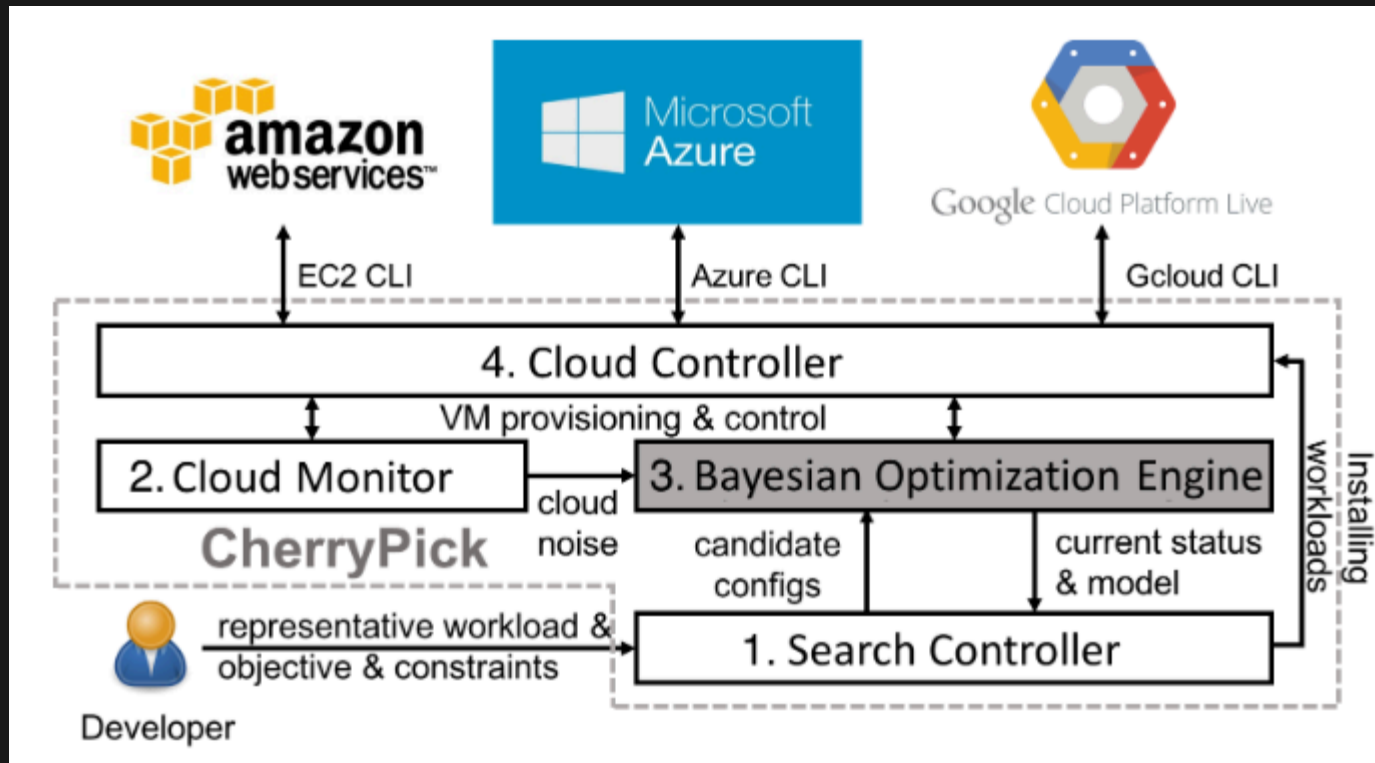 amazon
webservices™
Microsoft
Azure
Google Cloud Platform Live
EC2 CLI
Azure CLI
Gcloud CLI
4. Cloud Controller
VM provisioning & control
2. Cloud Monitor
3. Bayesian Optimization Engine
cloud
noise
CherryPick
candidate
configs
current status
& model
Installing
workloads
representative workload &
objective & constraints
1. Search Controller
Developer